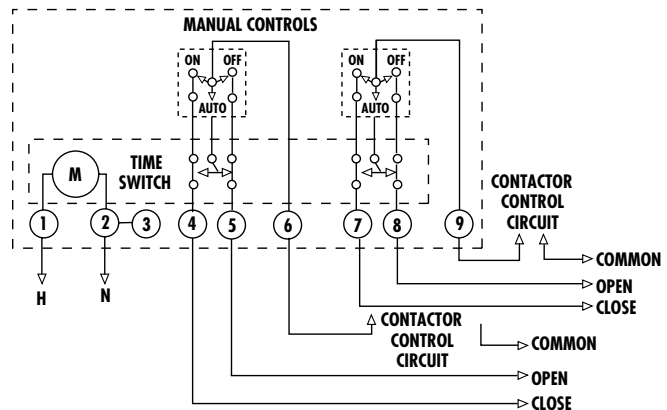 MANUAL CONTROLS
ON OFF
AUTO
ON OFF
AUTO
TIME
SWITCH
M
1
2
3
4
5
6
7
8
9
H
N
CONTACTOR
CONTROL
CIRCUIT
COMMON
OPEN
CLOSE
CONTACTOR
CONTROL
CIRCUIT
COMMON
OPEN
CLOSE